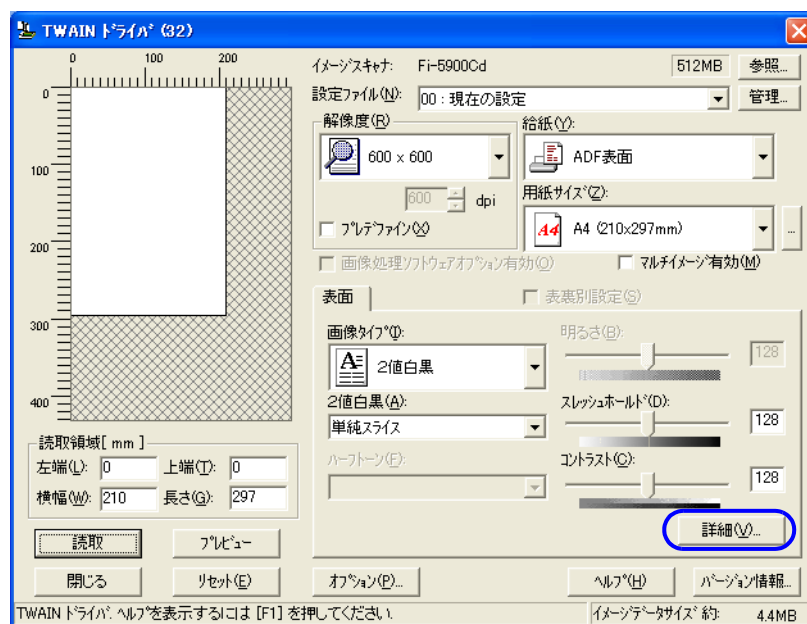 TWAIN ドライバ (32)
0 100 200
0
100
200
300
400
イメージスキャナ: Fi-5900Cd 512MB 参照...
設定ファイル(N): 00 : 現在の設定 管理...
解像度(R)
600 x 600
600 dpi
プレデファイン(X)
給紙(Y):
ADF表面
用紙サイズ(Z):
A4 A4 (210x297mm) ...
画像処理ソフトウェアオプション有効(O) マルチイメージ有効(M)
表面 表裏別設定(S)
画像タイプ(I):
A 2値白黒
2値白黒(A):
単純スライス
ハーフトーン(F):
明るさ(B):
128
スレッシュホールド(D):
128
コントラスト(C):
128
詳細(V)...
読取領域[ mm ]
左端(L): 0 上端(T): 0
横幅(W): 210 長さ(G): 297
読取 プレビュー
閉じる リセット(E) オプション(P)... ヘルプ(H) バージョン情報...
TWAIN ドライバ. ヘルプを表示するには [F1] を押してください. イメージデータサイズ 約: 4.4MB